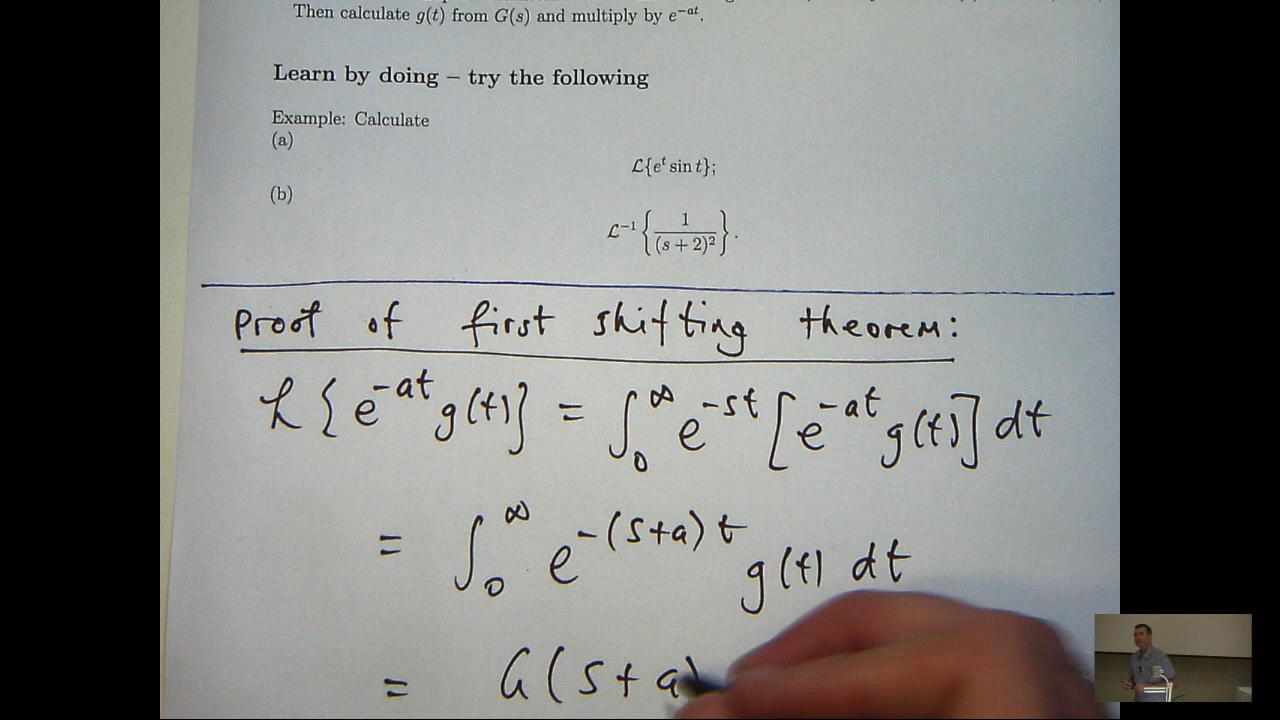 Then calculate g(t) from G(s) and multiply by e^{-at}.
Learn by doing – try the following
Example: Calculate
(a)
ℒ{e^t sin t};
(b)
ℒ^{-1}{1/(s + 2)^2}.
Proof of first shifting theorem:
ℒ{e^{-at} g(t)} = ∫_0^∞ e^{-st} [e^{-at} g(t)] dt
= ∫_0^∞ e^{-(s+a)t} g(t) dt
= G(s+a)